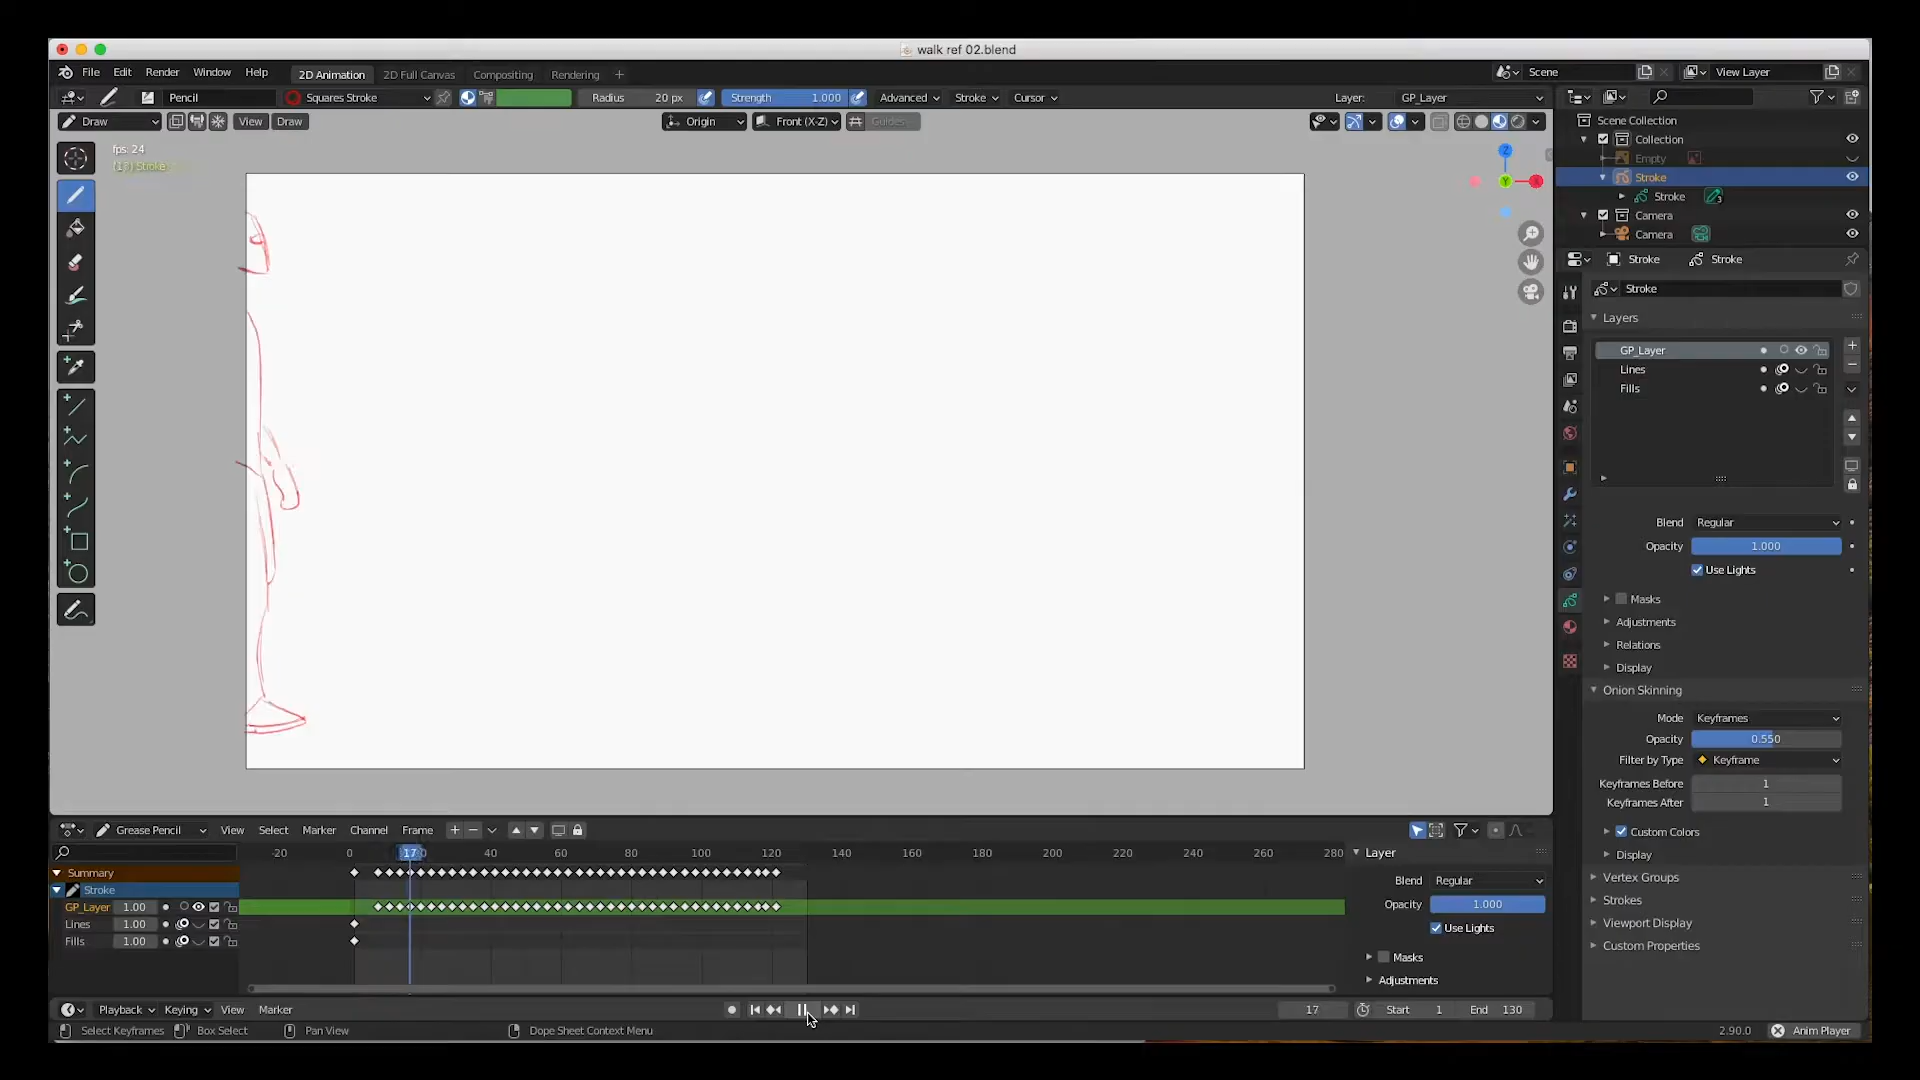 walk ref 02.blend
File Edit Render Window Help 2D Animation 2D Full Canvas Compositing Rendering + Scene View Layer
Pencil Squares Stroke Radius 20 px Strength 1.000 Advanced Stroke Cursor Layer: GP_Layer
Draw View Draw Origin Front (X-Z) Guides
Scene Collection
Collection
Empty
Stroke
Stroke
Camera
Camera
fps: 24
Stroke
Z
Y
X
Stroke Stroke
Stroke
Layers
GP_Layer
Lines
Fills
Blend Regular
Opacity 1.000
Use Lights
Masks
Adjustments
Relations
Display
Onion Skinning
Mode Keyframes
Opacity 0.550
Filter by Type Keyframe
Keyframes Before 1
Keyframes After 1
Custom Colors
Display
Vertex Groups
Strokes
Viewport Display
Custom Properties
Grease Pencil View Select Marker Channel Frame
-20 0 17 40 60 80 100 120 140 160 180 200 220 240 260 280
Summary
Stroke
GP_Layer 1.00
Lines 1.00
Fills 1.00
Layer
Blend Regular
Opacity 1.000
Use Lights
Masks
Adjustments
Playback Keying View Marker 17 Start 1 End 130
Select Keyframes Box Select Pan View Dope Sheet Context Menu 2.90.0 Anim Player